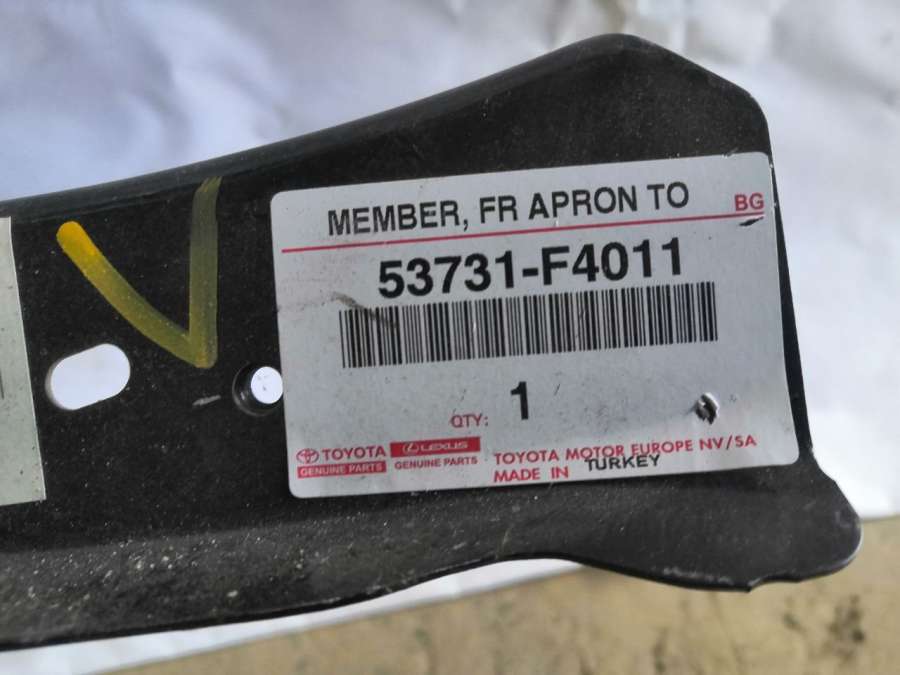 MEMBER, FR APRON TO
BG
53731-F4011
QTY: 1
TOYOTA
GENUINE PARTS
LEXUS
GENUINE PARTS
TOYOTA MOTOR EUROPE NV/SA
MADE IN TURKEY
V